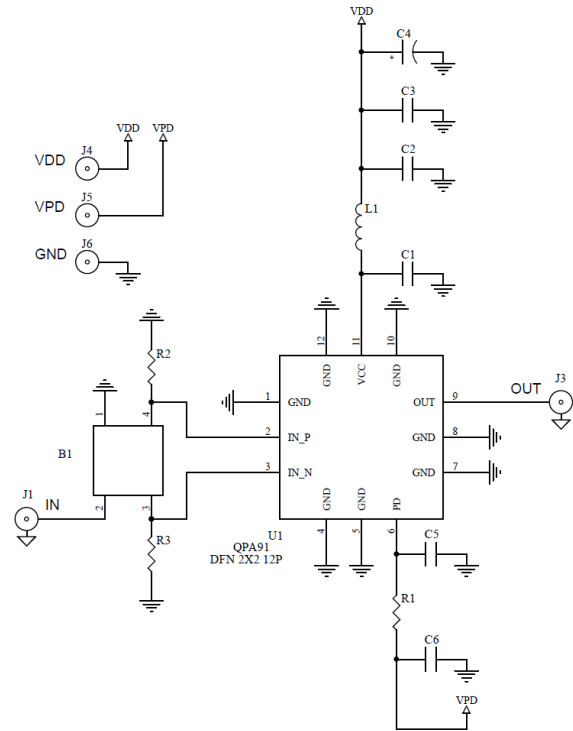 VDD
C4
+
C3
VDD VPD
J4
VDD
C2
J5
VPD
L1
J6
GND
C1
R2
12
11
10
GND
VCC
GND
1
4
1
GND
OUT
9
OUT
J3
2
IN_P
GND
8
B1
3
IN_N
GND
7
J1
IN
2
3
GND
GND
PD
U1
4
5
6
QPA91
DFN 2X2 12P
C5
R3
R1
C6
VPD